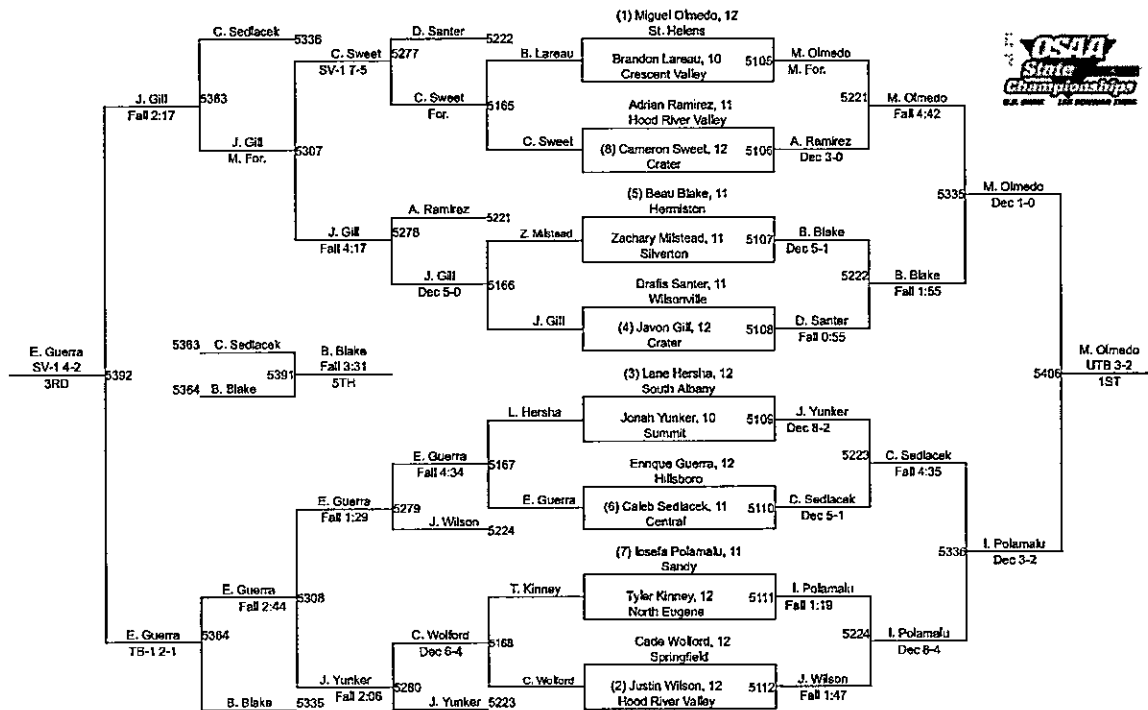 (1) Miguel Olmedo, 12
St. Helens
Brandon Lareau, 10
Crescent Valley
5105
M. Olmedo
M. For.
Adrian Ramirez, 11
Hood River Valley
(8) Cameron Sweet, 12
Crater
5106
A. Ramirez
Dec 3-0
5221
M. Olmedo
Fall 4:42
(5) Beau Blake, 11
Hermiston
Zachary Milstead, 11
Silverton
5107
B. Blake
Dec 5-1
Drafis Santer, 11
Wilsonville
(4) Javon Gill, 12
Crater
5108
D. Santer
Fall 0:55
5222
B. Blake
Fall 1:55
5335
M. Olmedo
Dec 1-0
(3) Lane Hersha, 12
South Albany
Jonah Yunker, 10
Summit
5109
J. Yunker
Dec 8-2
Enrique Guerra, 12
Hillsboro
(6) Caleb Sedlacek, 11
Central
5110
C. Sedlacek
Dec 5-1
5223
C. Sedlacek
Fall 4:35
(7) Iosefa Polamalu, 11
Sandy
Tyler Kinney, 12
North Eugene
5111
I. Polamalu
Fall 1:19
Cade Wolford, 12
Springfield
(2) Justin Wilson, 12
Hood River Valley
5112
J. Wilson
Fall 1:47
5224
I. Polamalu
Dec 8-4
5336
I. Polamalu
Dec 3-2
5406
M. Olmedo
UTB 3-2
1ST
B. Lareau
C. Sweet
5165
D. Santer
5222
C. Sweet
For.
5277
C. Sweet
SV-1 7-5
Z. Milstead
J. Gill
5166
A. Ramirez
5221
J. Gill
Dec 5-0
5278
J. Gill
Fall 4:17
5307
C. Sedlacek
5336
J. Gill
M. For.
5363
J. Gill
Fall 2:17
L. Hersha
E. Guerra
5167
E. Guerra
Fall 4:34
J. Wilson
5224
5279
E. Guerra
Fall 1:29
T. Kinney
C. Wolford
5168
C. Wolford
Dec 6-4
J. Yunker
5223
5280
J. Yunker
Fall 2:06
5308
E. Guerra
Fall 2:44
B. Blake
5335
5364
E. Guerra
TB-1 2-1
5392
E. Guerra
SV-1 4-2
3RD
5363
C. Sedlacek
5364
B. Blake
5391
B. Blake
Fall 3:31
5TH
OSAA
State
Championships